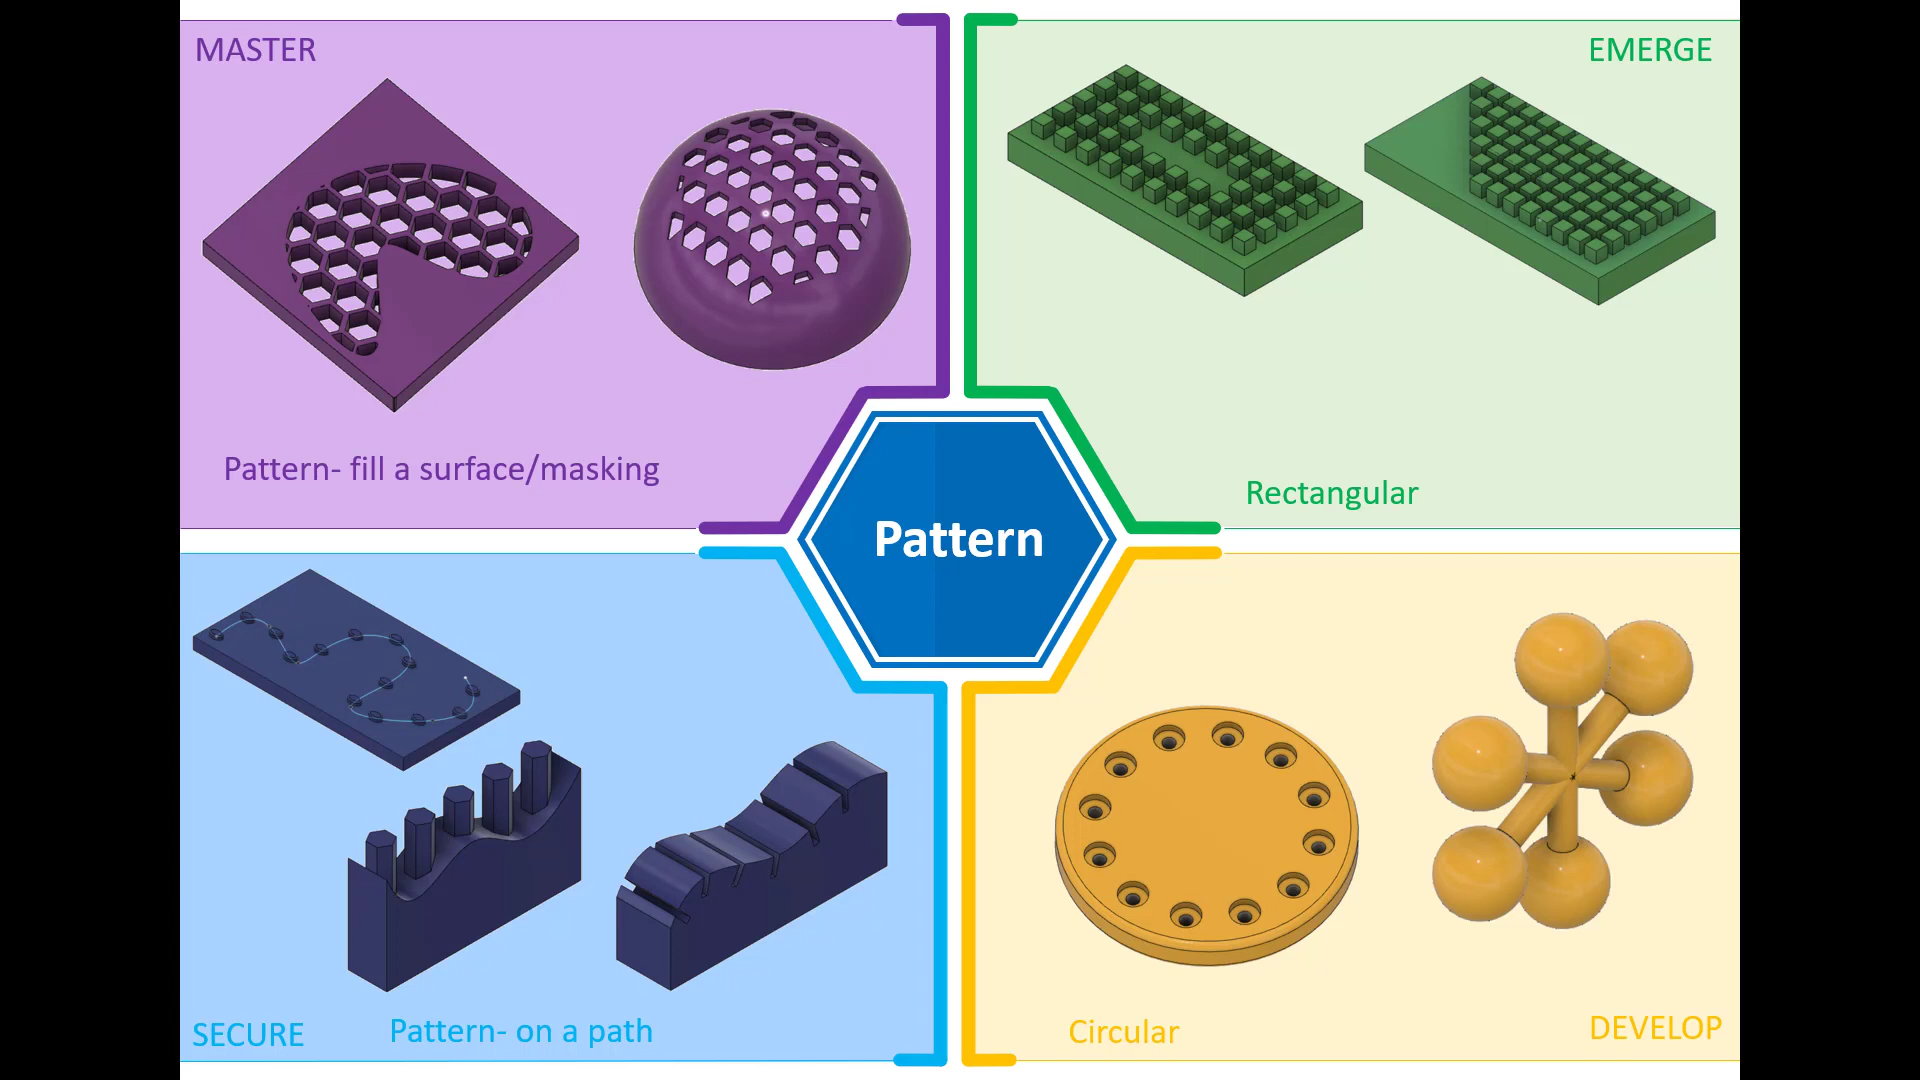 MASTER
EMERGE
Pattern- fill a surface/masking
Rectangular
Pattern
SECURE
Pattern- on a path
Circular
DEVELOP